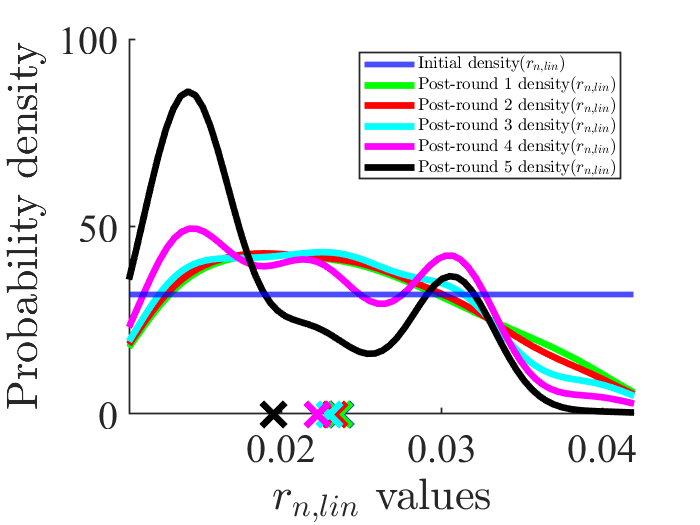 100
50
0
Probability density
Initial density(r_{n,lin})
Post-round 1 density(r_{n,lin})
Post-round 2 density(r_{n,lin})
Post-round 3 density(r_{n,lin})
Post-round 4 density(r_{n,lin})
Post-round 5 density(r_{n,lin})
0.02 0.03 0.04
r_{n,lin} values